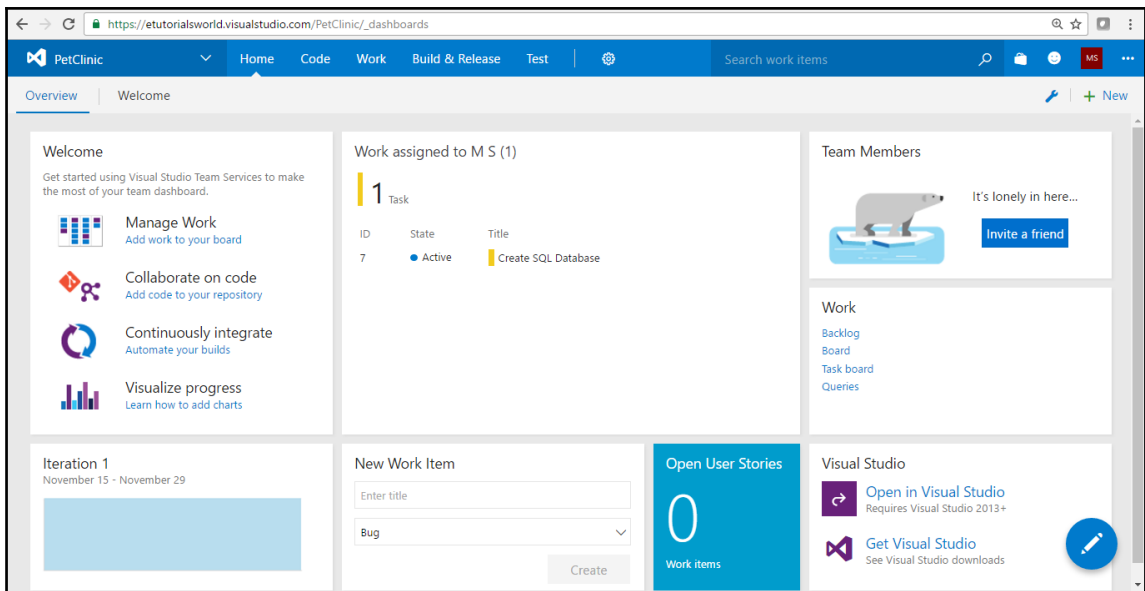 https://etutorialsworld.visualstudio.com/PetClinic/_dashboards
PetClinic
Home
Code
Work
Build & Release
Test
Search work items
MS
Overview
Welcome
New
Welcome
Get started using Visual Studio Team Services to make
the most of your team dashboard.
Manage Work
Add work to your board
Collaborate on code
Add code to your repository
Continuously integrate
Automate your builds
Visualize progress
Learn how to add charts
Work assigned to M S (1)
1 Task
ID State Title
7 Active Create SQL Database
Team Members
It's lonely in here...
Invite a friend
Work
Backlog
Board
Task board
Queries
Iteration 1
November 15 - November 29
New Work Item
Enter title
Bug
Create
Open User Stories
0
Work items
Visual Studio
Open in Visual Studio
Requires Visual Studio 2013+
Get Visual Studio
See Visual Studio downloads